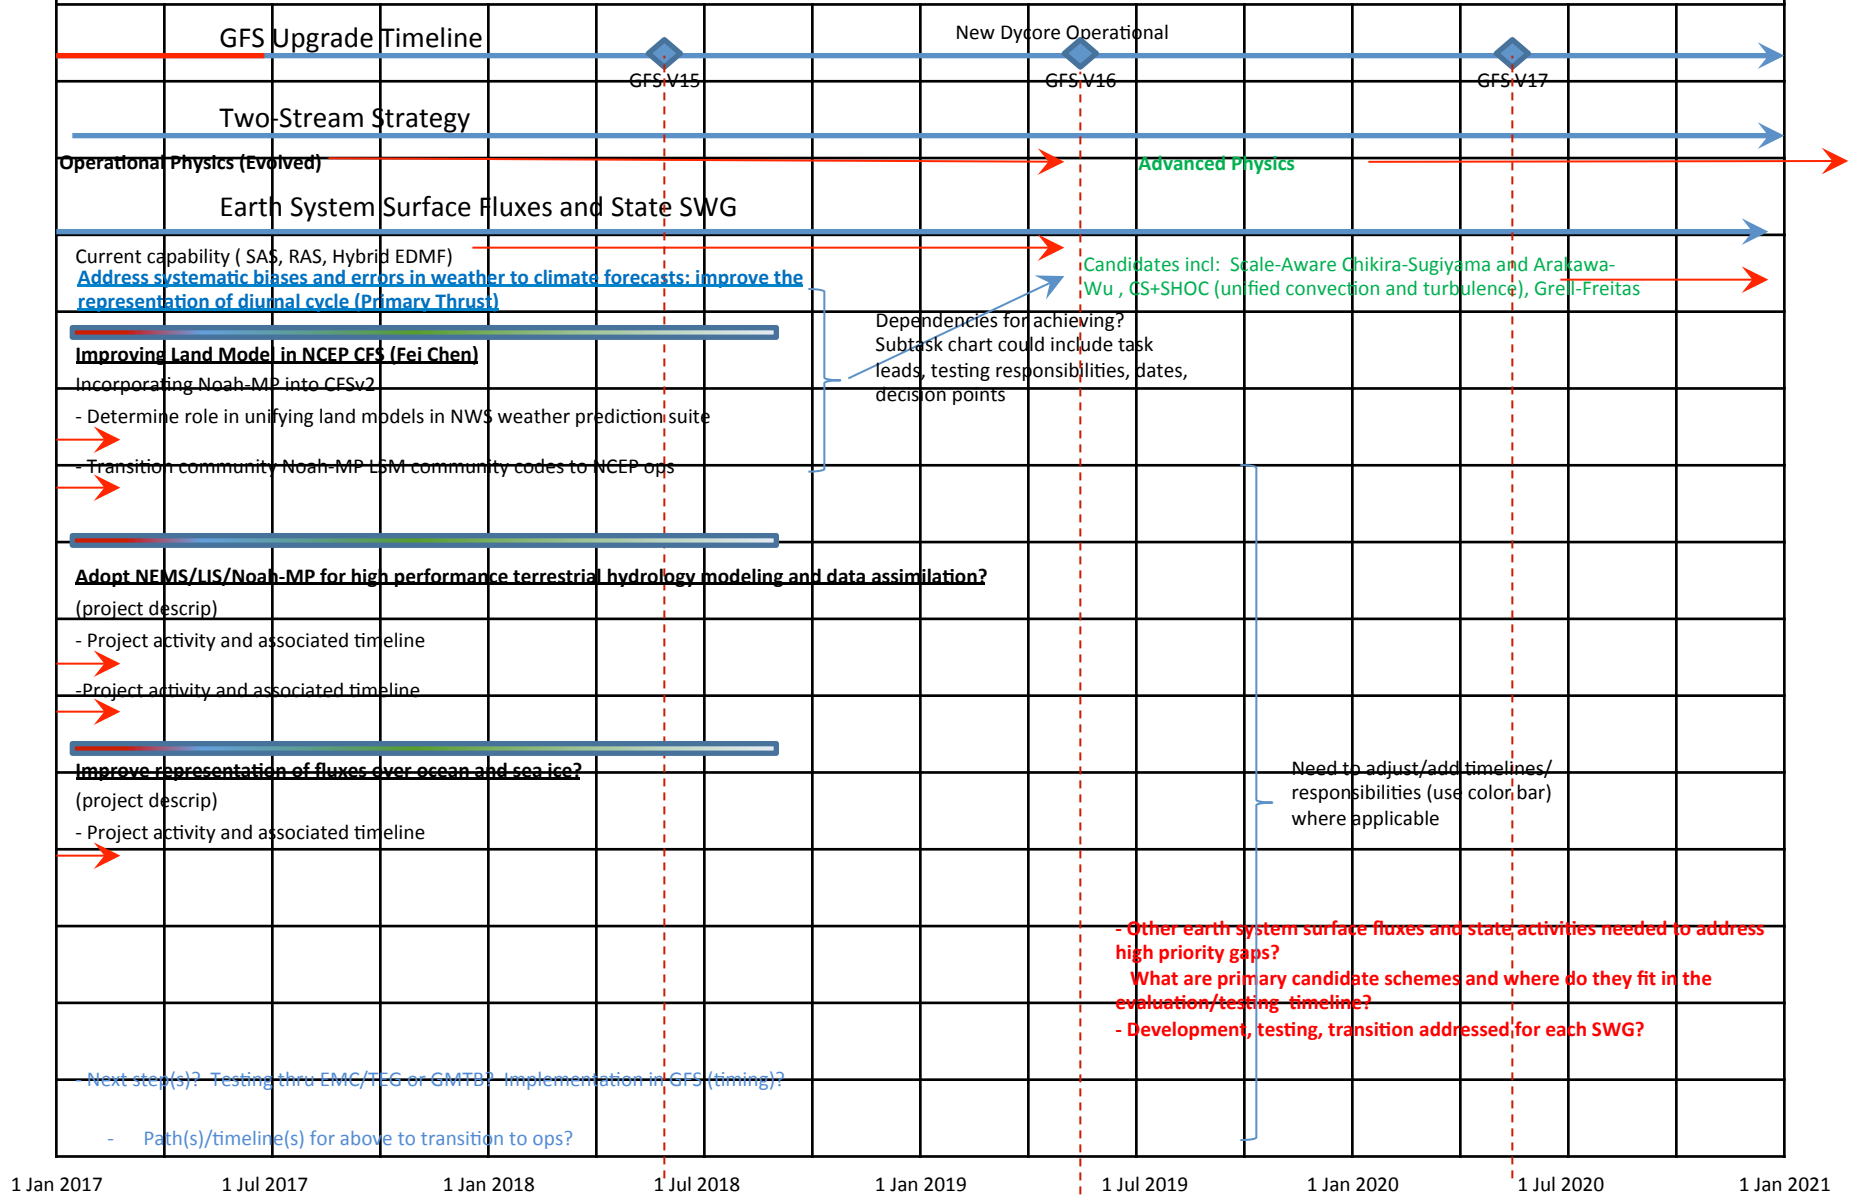 GFS Upgrade Timeline
New Dycore Operational
GFS V15
GFS V16
GFS V17
Two-Stream Strategy
Operational Physics (Evolved)
Advanced Physics
Earth System Surface Fluxes and State SWG
Current capability ( SAS, RAS, Hybrid EDMF)
Address systematic biases and errors in weather to climate forecasts: improve the
representation of diurnal cycle (Primary Thrust)
Candidates incl:  Scale-Aware Chikira-Sugiyama and Arakawa-
Wu , CS+SHOC (unified convection and turbulence), Grell-Freitas
Dependencies for achieving?
Subtask chart could include task
leads, testing responsibilities, dates,
decision points
Improving Land Model in NCEP CFS (Fei Chen)
Incorporating Noah-MP into CFSv2
- Determine role in unifying land models in NWS weather prediction suite
- Transition community Noah-MP LSM community codes to NCEP ops
Adopt NEMS/LIS/Noah-MP for high performance terrestrial hydrology modeling and data assimilation?
(project descrip)
- Project activity and associated timeline
-Project activity and associated timeline
Improve representation of fluxes over ocean and sea ice?
(project descrip)
- Project activity and associated timeline
Need to adjust/add timelines/
responsibilities (use color bar)
where applicable
- Other earth system surface fluxes and state activities needed to address
high priority gaps?
What are primary candidate schemes and where do they fit in the
evaluation/testing  timeline?
- Development, testing, transition addressed for each SWG?
- Next step(s)?  Testing thru EMC/TEG or GMTB?  Implementation in GFS (timing)?
- Path(s)/timeline(s) for above to transition to ops?
1 Jan 2017
1 Jul 2017
1 Jan 2018
1 Jul 2018
1 Jan 2019
1 Jul 2019
1 Jan 2020
1 Jul 2020
1 Jan 2021